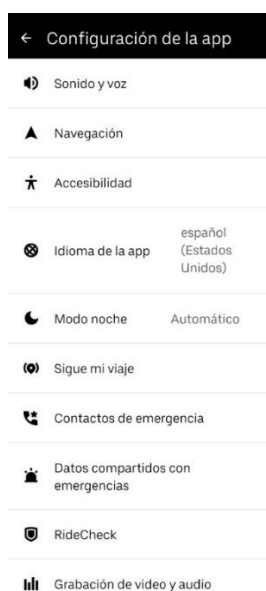 Configuración de la app
Sonido y voz
Navegación
Accesibilidad
Idioma de la app
español
(Estados
Unidos)
Modo noche Automático
Sigue mi viaje
Contactos de emergencia
Datos compartidos con
emergencias
RideCheck
Grabación de video y audio